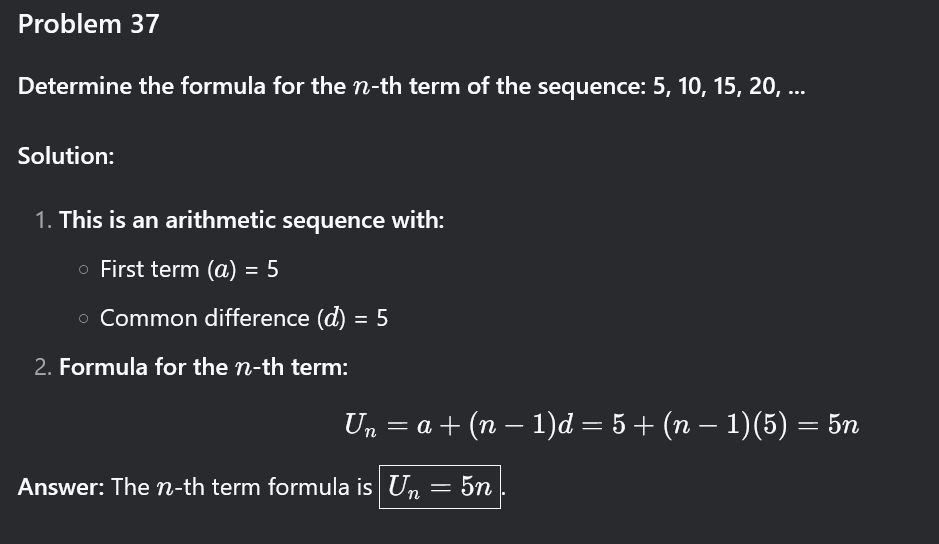 Problem 37
Determine the formula for the n-th term of the sequence: 5, 10, 15, 20, ...
Solution:
1. This is an arithmetic sequence with:
○ First term (a) = 5
○ Common difference (d) = 5
2. Formula for the n-th term:
Uₙ = a + (n − 1)d = 5 + (n − 1)(5) = 5n
Answer: The n-th term formula is Uₙ = 5n.